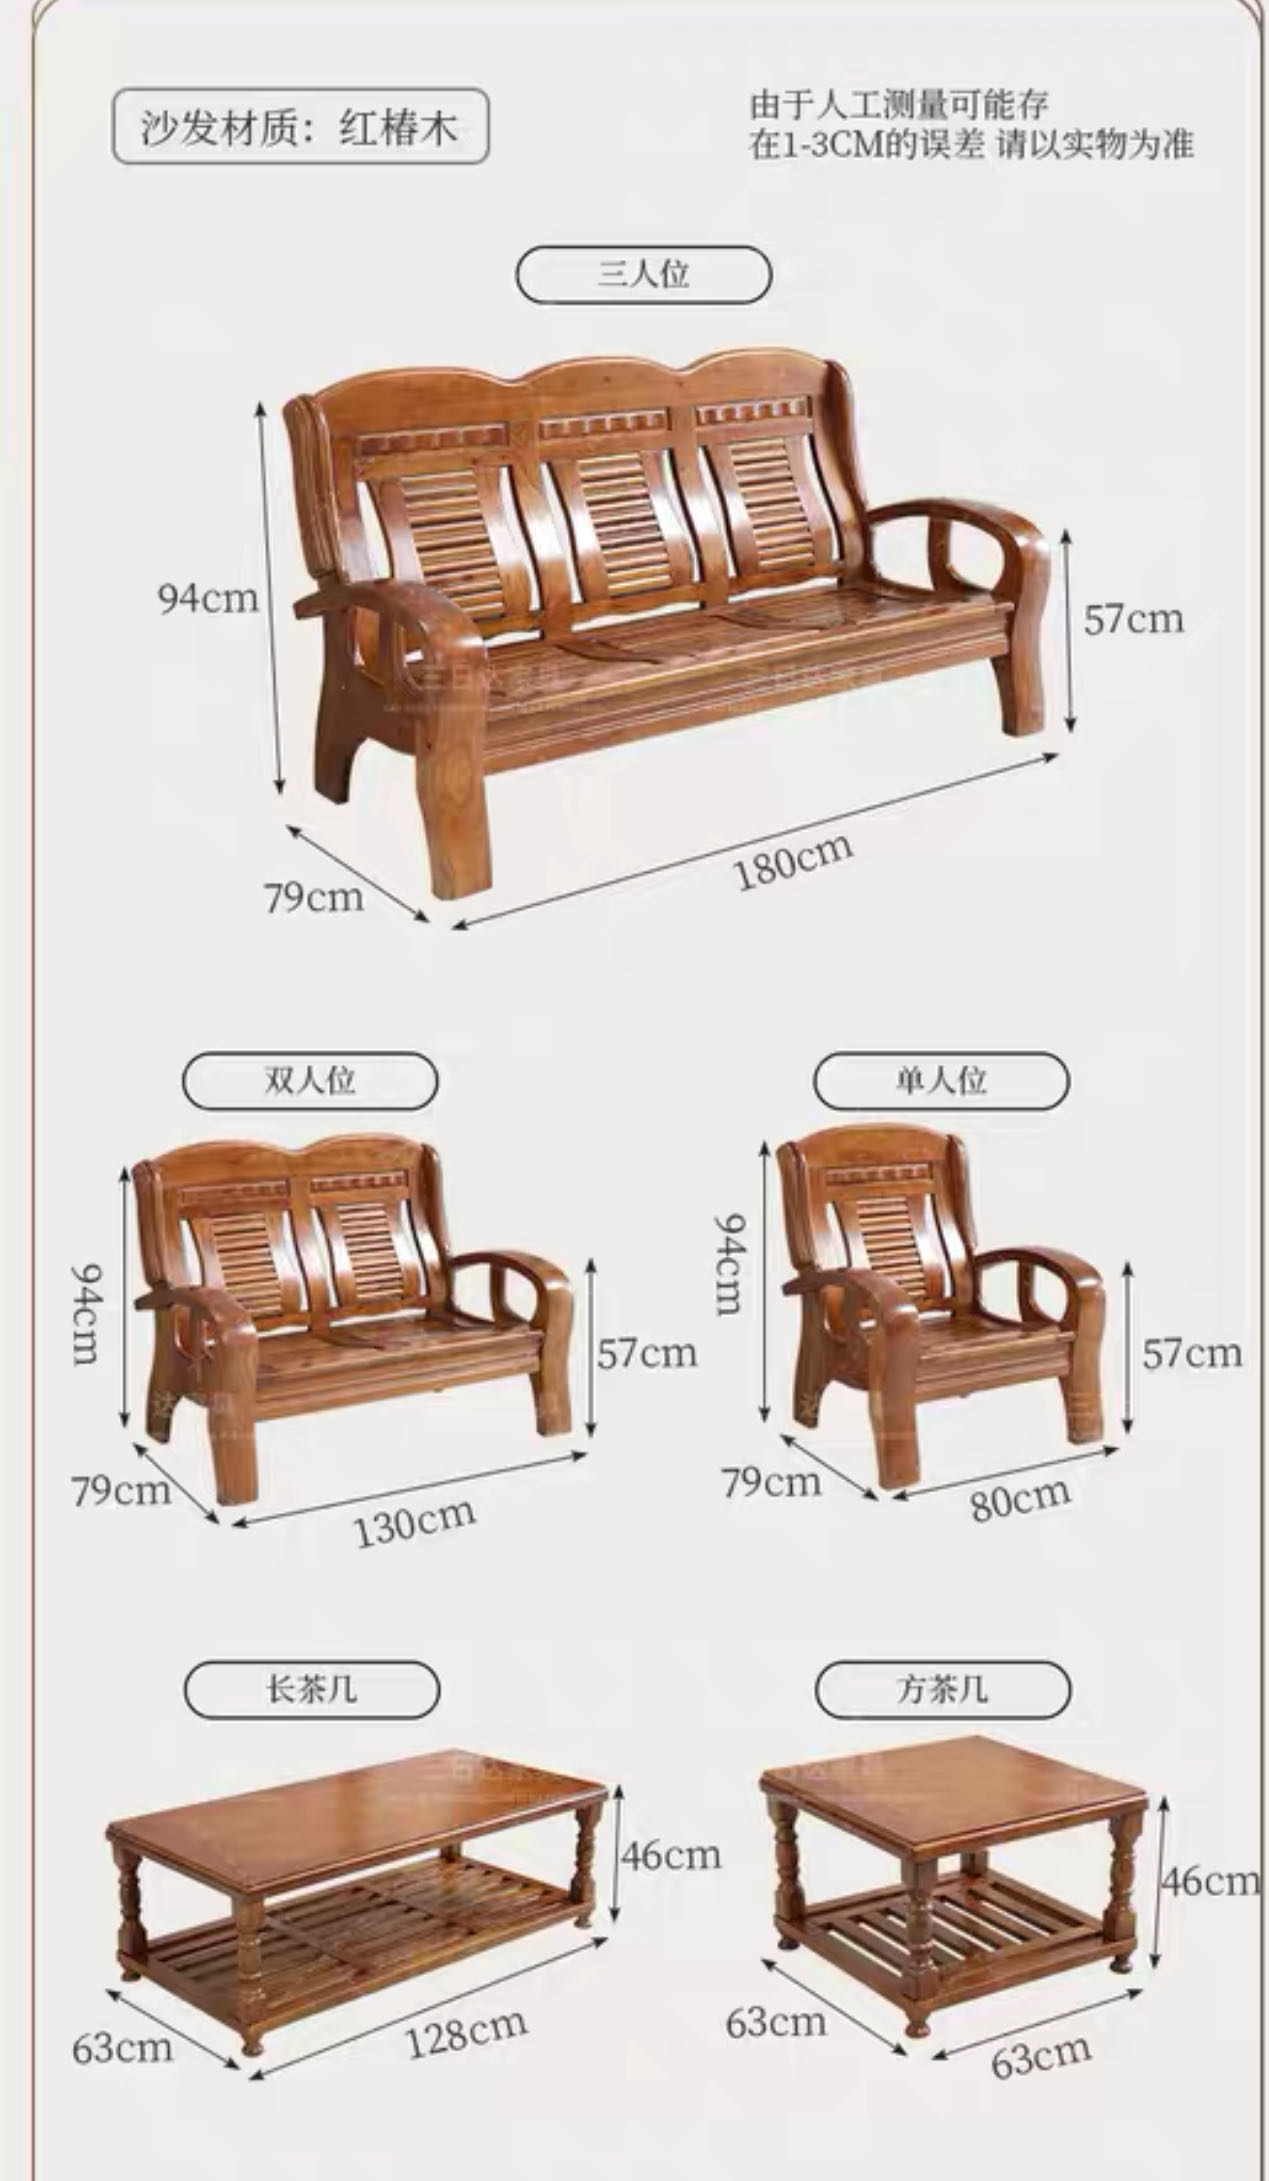 沙发材质：红椿木
由于人工测量可能存
在1-3CM的误差 请以实物为准
三人位
94cm
57cm
79cm
180cm
双人位
单人位
94cm
57cm
79cm
130cm
94cm
57cm
79cm
80cm
长茶几
方茶几
46cm
63cm
128cm
46cm
63cm
63cm